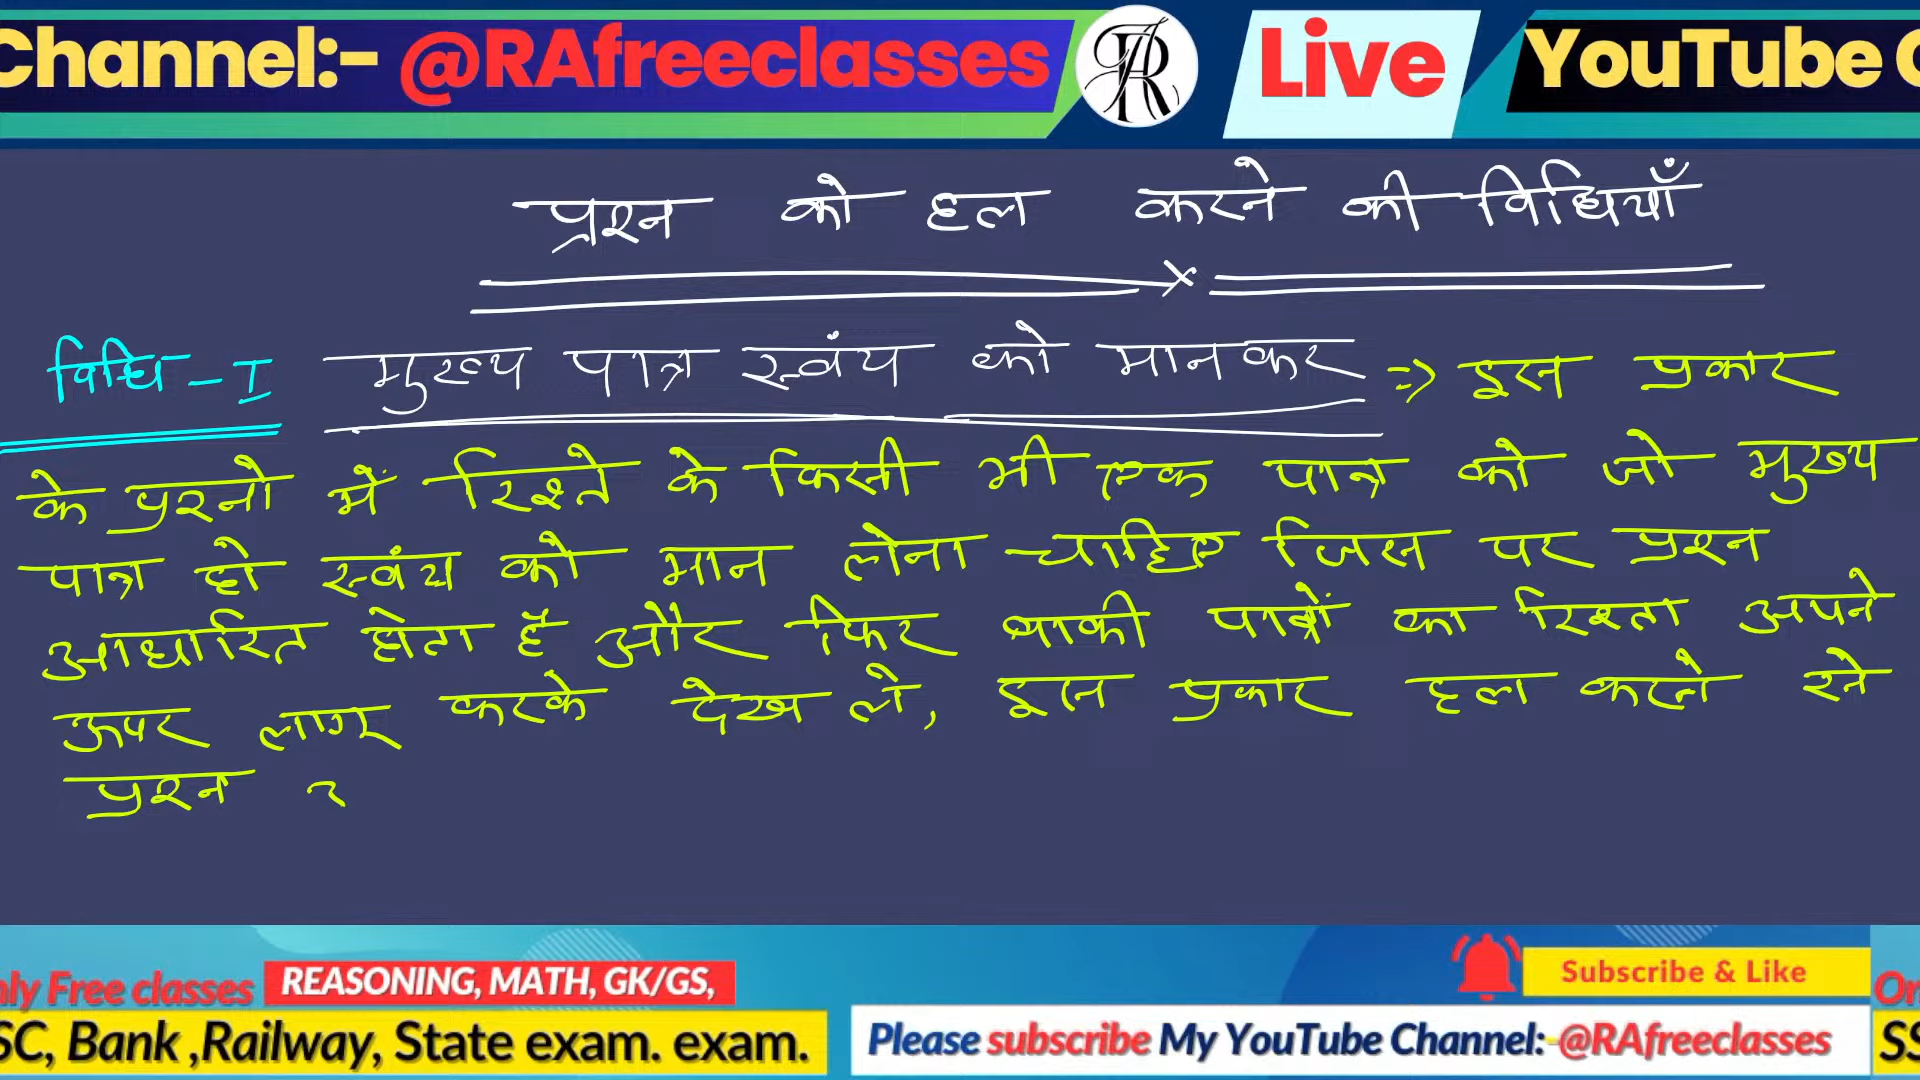 Channel:- @RAfreeclasses Live YouTube C
प्रश्न को हल करने की विधियाँ
विधि - I मुख्य पात्र स्वंय को मानकर => इस प्रकार
के प्रश्नो में रिश्ते के किसी भी एक पात्र को जो मुख्य
पात्र हो स्वंय को मान लेना चाहिए जिस पर प्रश्न
आधारित होता है और फिर बाकी पात्रों का रिश्ता अपने
ऊपर लागू करके देख ले, इस प्रकार हल करते
प्रश्न
nly Free classes REASONING, MATH, GK/GS,
Subscribe & Like
SC, Bank ,Railway, State exam. exam.
Please subscribe My YouTube Channel:-@RAfreeclasses